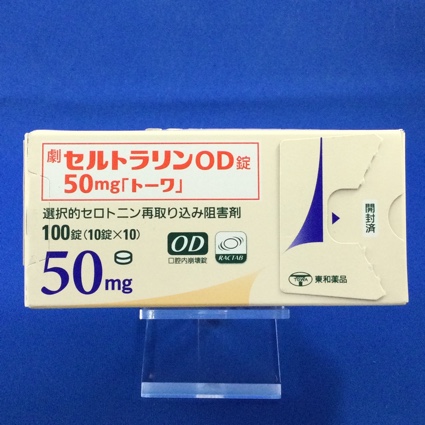 劇 セルトラリンOD錠
50mg「トーワ」
選択的セロトニン再取り込み阻害剤
100錠(10錠×10)
OD
口腔内崩壊錠
RACTAB
50mg
開封済
東和薬品